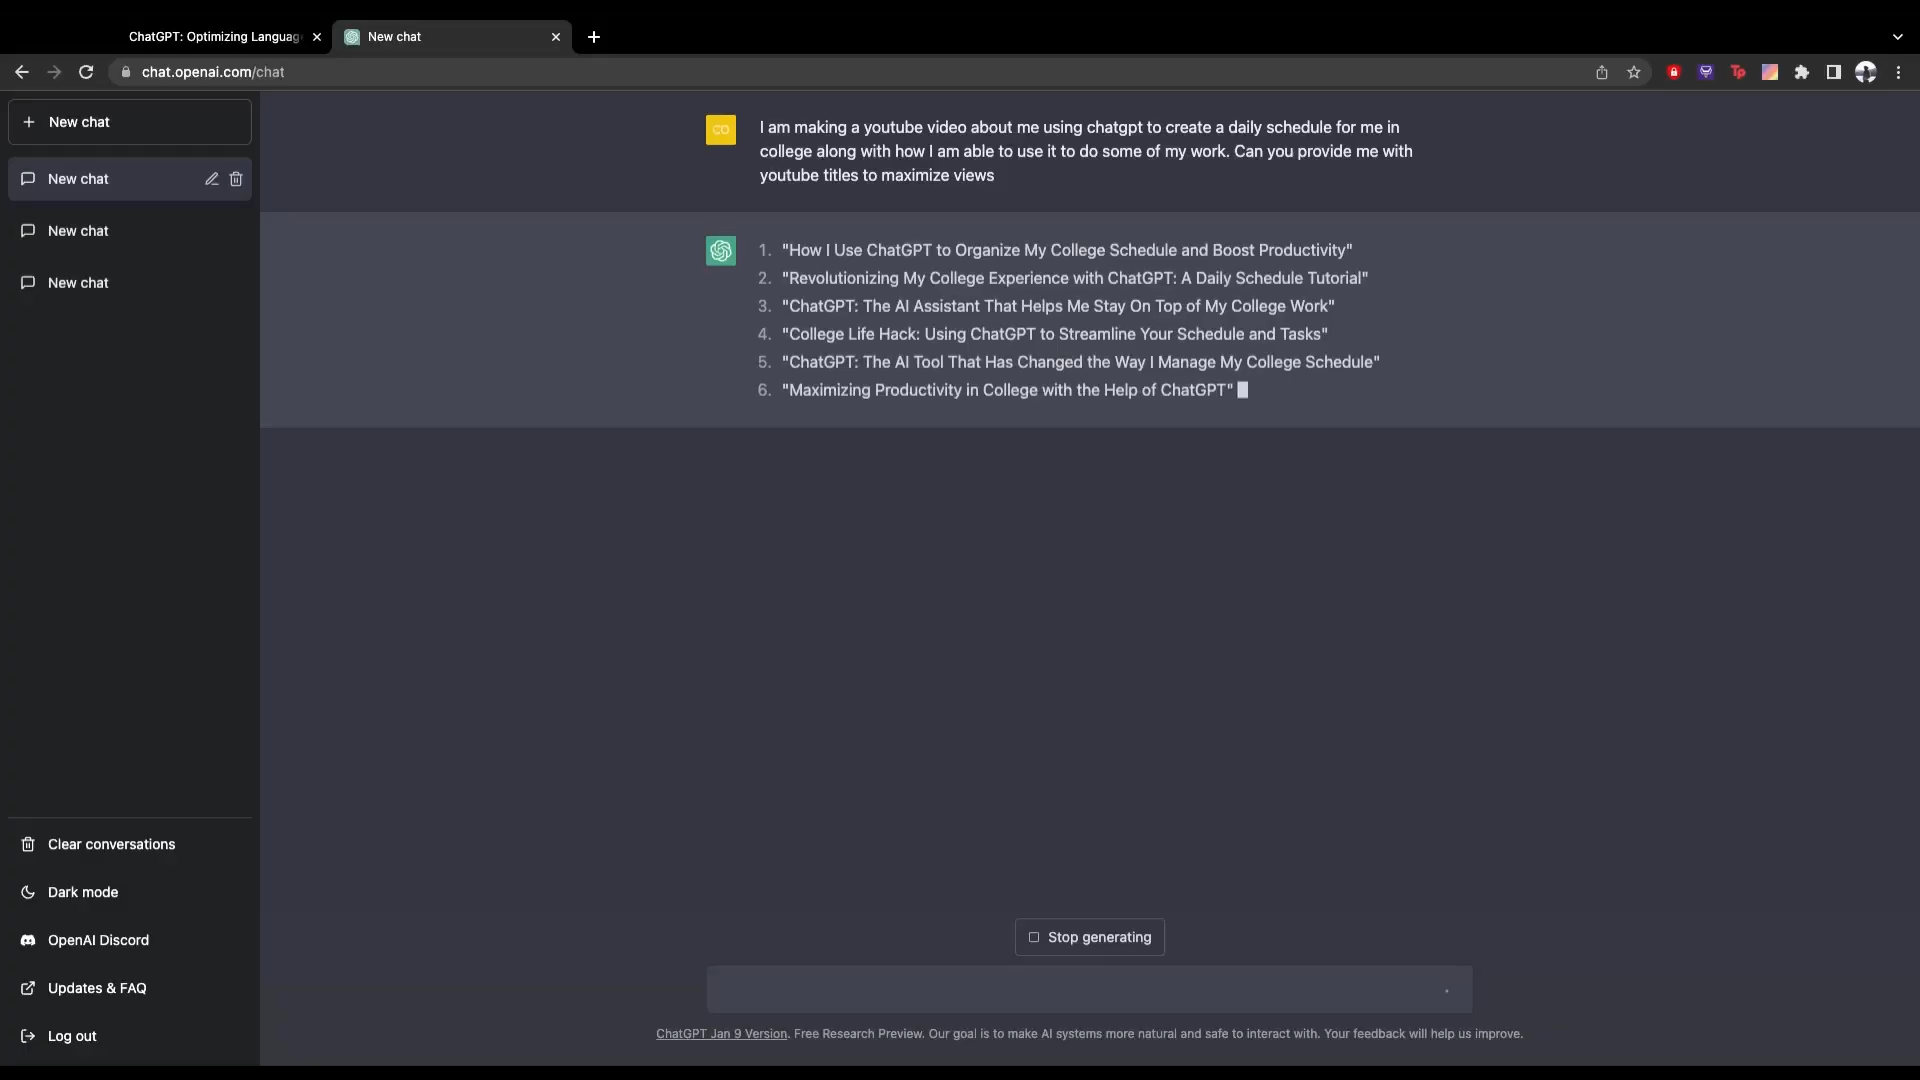 ChatGPT: Optimizing Languag
New chat
chat.openai.com/chat
Tp
New chat
New chat
New chat
New chat
CO
I am making a youtube video about me using chatgpt to create a daily schedule for me in
college along with how I am able to use it to do some of my work. Can you provide me with
youtube titles to maximize views
1. "How I Use ChatGPT to Organize My College Schedule and Boost Productivity"
2. "Revolutionizing My College Experience with ChatGPT: A Daily Schedule Tutorial"
3. "ChatGPT: The AI Assistant That Helps Me Stay On Top of My College Work"
4. "College Life Hack: Using ChatGPT to Streamline Your Schedule and Tasks"
5. "ChatGPT: The AI Tool That Has Changed the Way I Manage My College Schedule"
6. "Maximizing Productivity in College with the Help of ChatGPT"
Clear conversations
Dark mode
OpenAI Discord
Updates & FAQ
Log out
Stop generating
ChatGPT Jan 9 Version. Free Research Preview. Our goal is to make AI systems more natural and safe to interact with. Your feedback will help us improve.